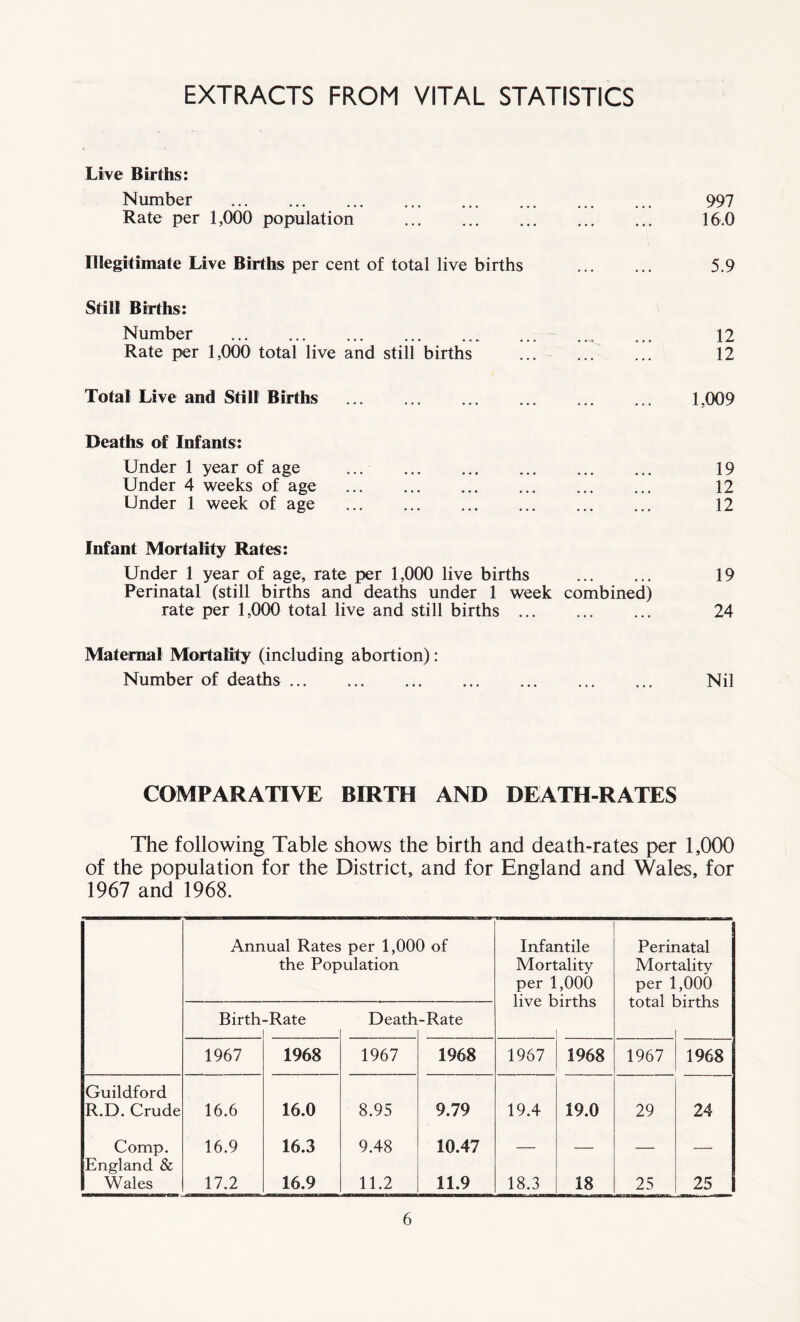 EXTRACTS FROM VITAL STATISTICS
Live Births:
Number ... ... ... ... ... ... ... ... 997
Rate per 1,000 population ... ... ... ... ... 16.0
Illegitimate Live Births per cent of total live births ... ... 5.9
Still Births:
Number ... ... ... ... ... ... ... ... 12
Rate per 1,000 total live and still births ... ... ... 12
Total Live and Still Births ... ... ... ... ... ... 1,009
Deaths of Infants:
Under 1 year of age ... ... ... ... ... ... 19
Under 4 weeks of age ... ... ... ... ... ... 12
Under 1 week of age ... ... ... ... ... ... 12
Infant Mortality Rates:
Under 1 year of age, rate per 1,000 live births ... ... 19
Perinatal (still births and deaths under 1 week combined)
rate per 1,000 total live and still births ... ... ... 24
Maternal Mortality (including abortion):
Number of deaths ... ... ... ... ... ... ... Nil
COMPARATIVE BIRTH AND DEATH-RATES
The following Table shows the birth and death-rates per 1,000
of the population for the District, and for England and Wales, for
1967 and 1968.
Annual Rates per 1,000 of Infantile Perinatal
the Population Mortality Mortality
per 1,000 per 1,000
live births total births
Birth-Rate Death-Rate
1967 1968 1967 1968 1967 1968 1967 1968
Guildford
R.D. Crude 16.6 16.0 8.95 9.79 19.4 19.0 29 24
Comp. 16.9 16.3 9.48 10.47 — — — —
England &
Wales 17.2 16.9 11.2 11.9 18.3 18 25 25
6